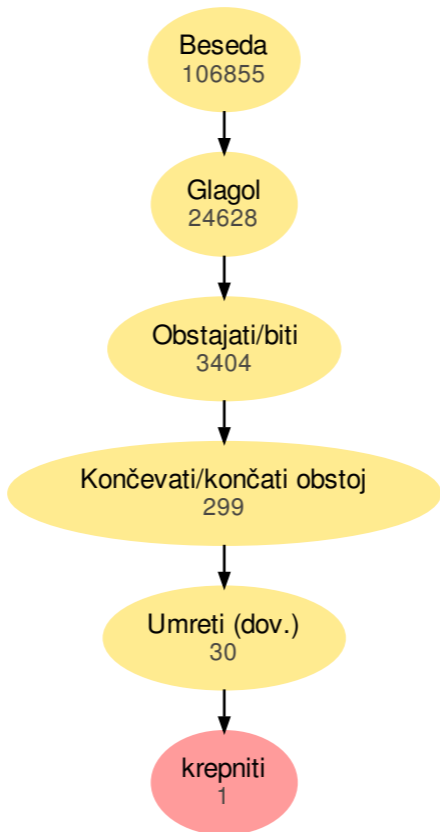 Beseda
106855
Glagol
24628
Obstajati/biti
3404
Končevati/končati obstoj
299
Umreti (dov.)
30
krepniti
1